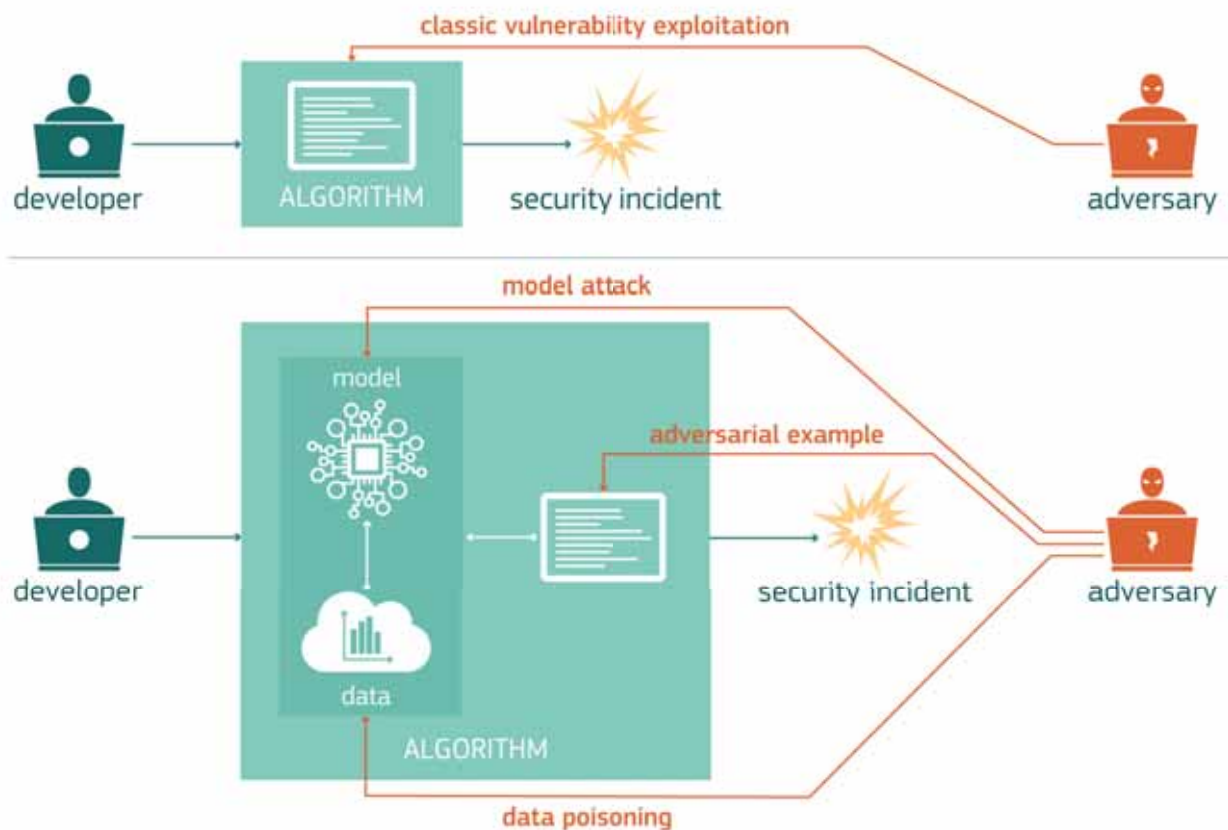 classic vulnerability exploitation
developer
ALGORITHM
security incident
adversary
model attack
model
adversarial example
developer
security incident
adversary
data
ALGORITHM
data poisoning